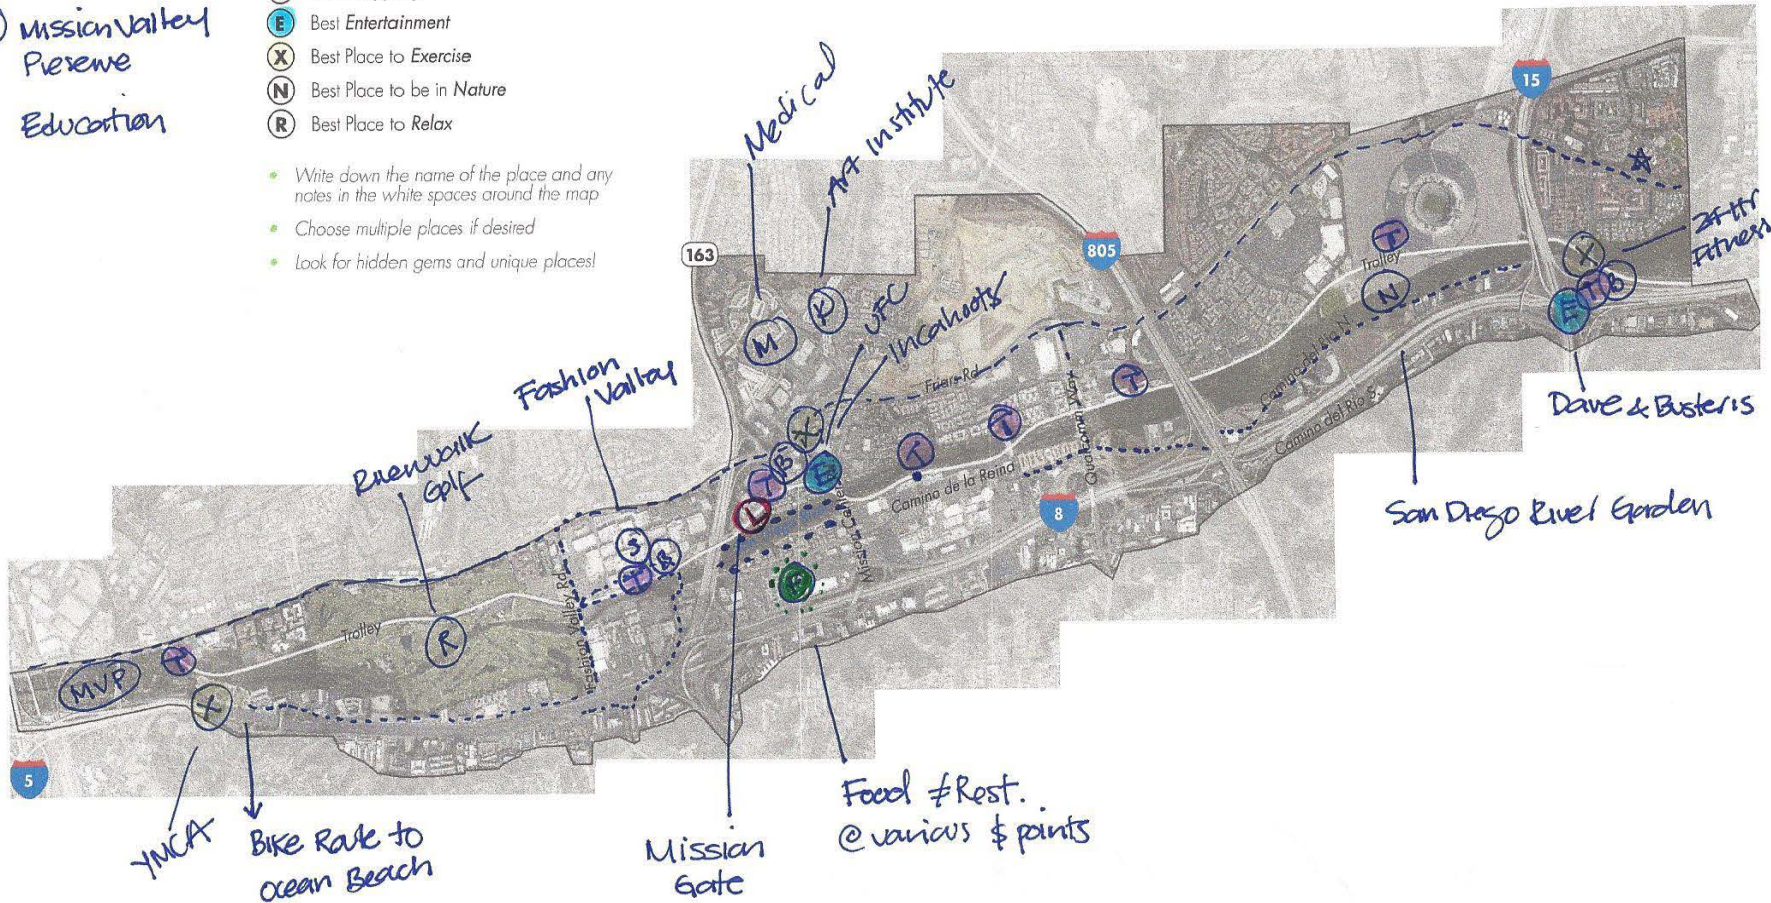 Mission Valley
Preserve
Education
E Best Entertainment
X Best Place to Exercise
N Best Place to be in Nature
R Best Place to Relax
Write down the name of the place and any
notes in the white spaces around the map
Choose multiple places if desired
Look for hidden gems and unique places!
Medical
Art Institute
15
24 Hr
Fitness
163
805
UFC
Incahoots
K
M
T
Trolley
N
X
E
T
B
Fashion
Valley
Friars Rd
T
Camino del Rio N
Dave & Buster's
Riverwalk
Golf
X
B
T
E
T
T
Qualcomm Way
Camino del Rio S.
San Diego River Garden
L
Camino de la Reina
8
Mission Center
S
B
T
Fashion Valley Rd
Trolley
R
MVP
T
X
5
YMCA
Bike Route to
Ocean Beach
Mission
Gate
Food & Rest.
@ various $ points